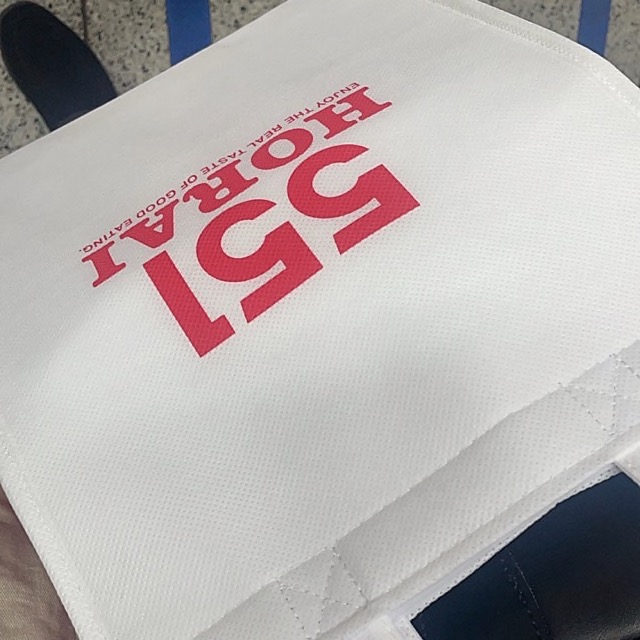 551
HORAI
ENJOY THE REAL TASTE OF GOOD EATING.